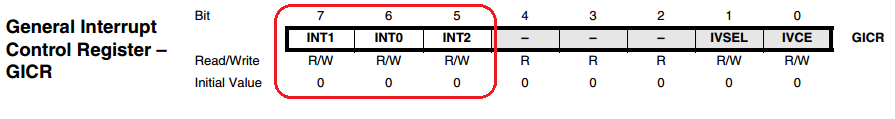 General Interrupt
Control Register –
GICR
Bit 7 6 5 4 3 2 1 0
INT1 INT0 INT2 – – – IVSEL IVCE GICR
Read/Write R/W R/W R/W R R R R/W R/W
Initial Value 0 0 0 0 0 0 0 0